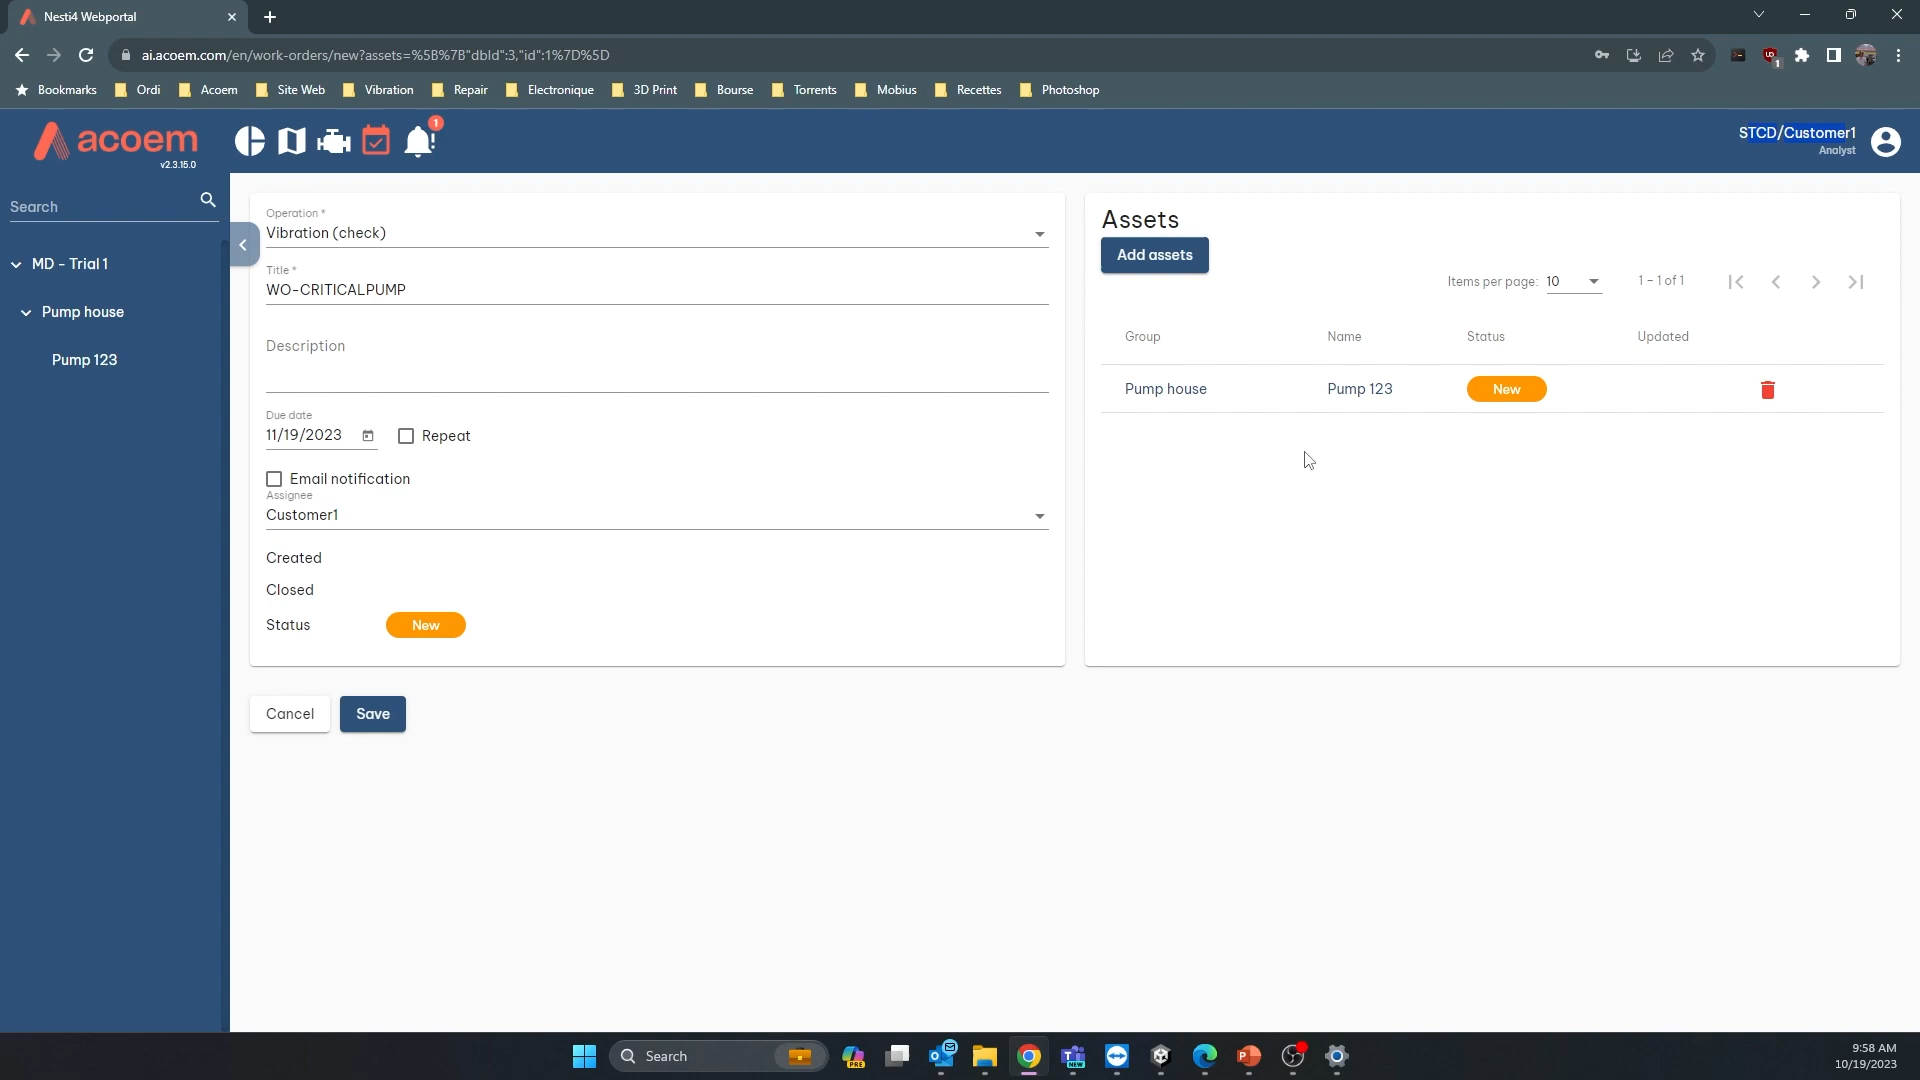 Nesti4 Webportal
ai.acoem.com/en/work-orders/new?assets=%5B%7B"dbId":3,"id":1%7D%5D
Bookmarks Ordi Acoem Site Web Vibration Repair Electronique 3D Print Bourse Torrents Mobius Recettes Photoshop
acoem
v2.3.15.0
1
STCD/Customer1
Analyst
Search
MD - Trial 1
Pump house
Pump 123
Operation *
Vibration (check)
Title *
WO-CRITICALPUMP
Description
Due date
11/19/2023 Repeat
Email notification
Assignee
Customer1
Created
Closed
Status New
Cancel Save
Assets
Add assets
Items per page: 10 1 - 1 of 1
Group Name Status Updated
Pump house Pump 123 New
Search
9:58 AM
10/19/2023